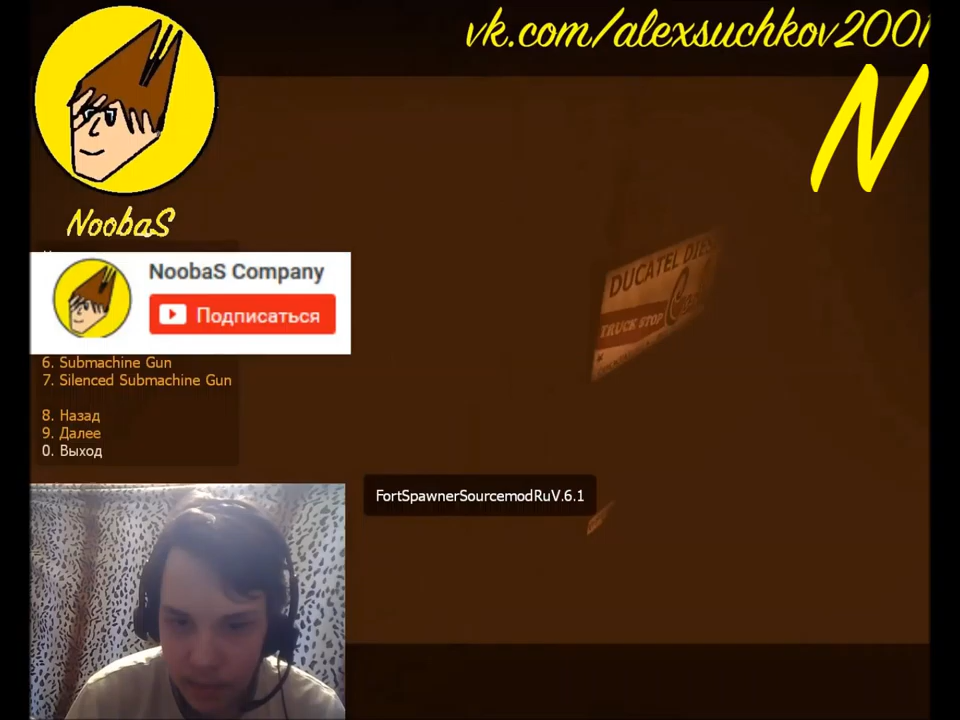 vk.com/alexsuchkov2001
N
NoobaS
NoobaS Company
Подписаться
DUCATEL DIES
TRUCK STOP
6. Submachine Gun
7. Silenced Submachine Gun
8. Назад
9. Далее
0. Выход
FortSpawnerSourcemodRuV.6.1